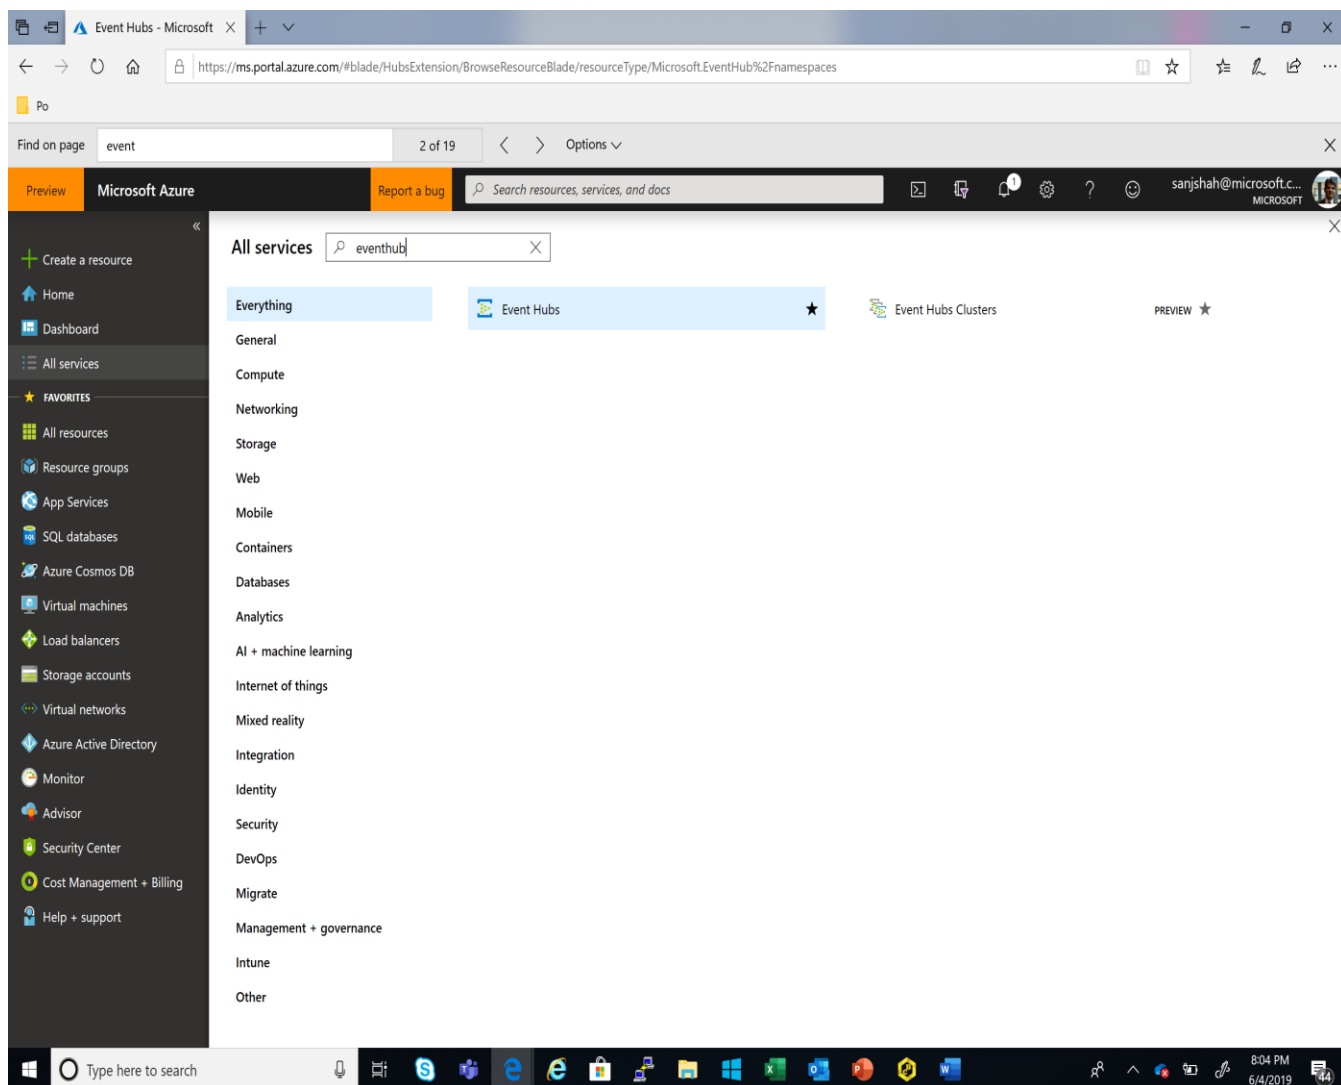 Event Hubs - Microsoft
https://ms.portal.azure.com/#blade/HubsExtension/BrowseResourceBlade/resourceType/Microsoft.EventHub%2Fnamespaces
Po
Find on page event 2 of 19 Options
Preview Microsoft Azure Report a bug Search resources, services, and docs 1 ? sanjshah@microsoft.c...
MICROSOFT
All services eventhub
Create a resource
Home
Dashboard
All services
FAVORITES
All resources
Resource groups
App Services
SQL databases
Azure Cosmos DB
Virtual machines
Load balancers
Storage accounts
Virtual networks
Azure Active Directory
Monitor
Advisor
Security Center
Cost Management + Billing
Help + support
Everything
General
Compute
Networking
Storage
Web
Mobile
Containers
Databases
Analytics
AI + machine learning
Internet of things
Mixed reality
Integration
Identity
Security
DevOps
Migrate
Management + governance
Intune
Other
Event Hubs
Event Hubs Clusters PREVIEW
Type here to search
8:04 PM
6/4/2019
44